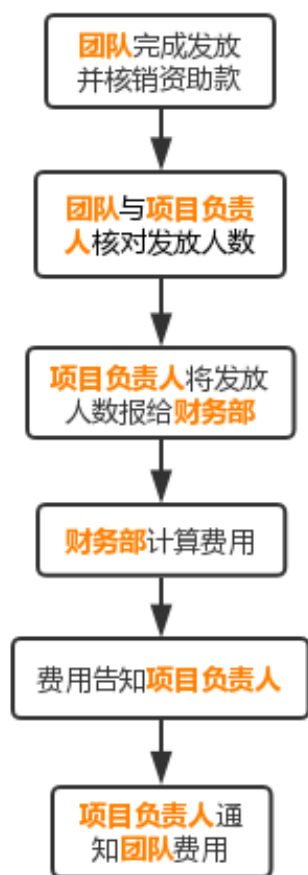 团队完成发放
并核销资助款
团队与项目负责
人核对发放人数
项目负责人将发放
人数报给财务部
财务部计算费用
费用告知项目负责人
项目负责人通
知团队费用